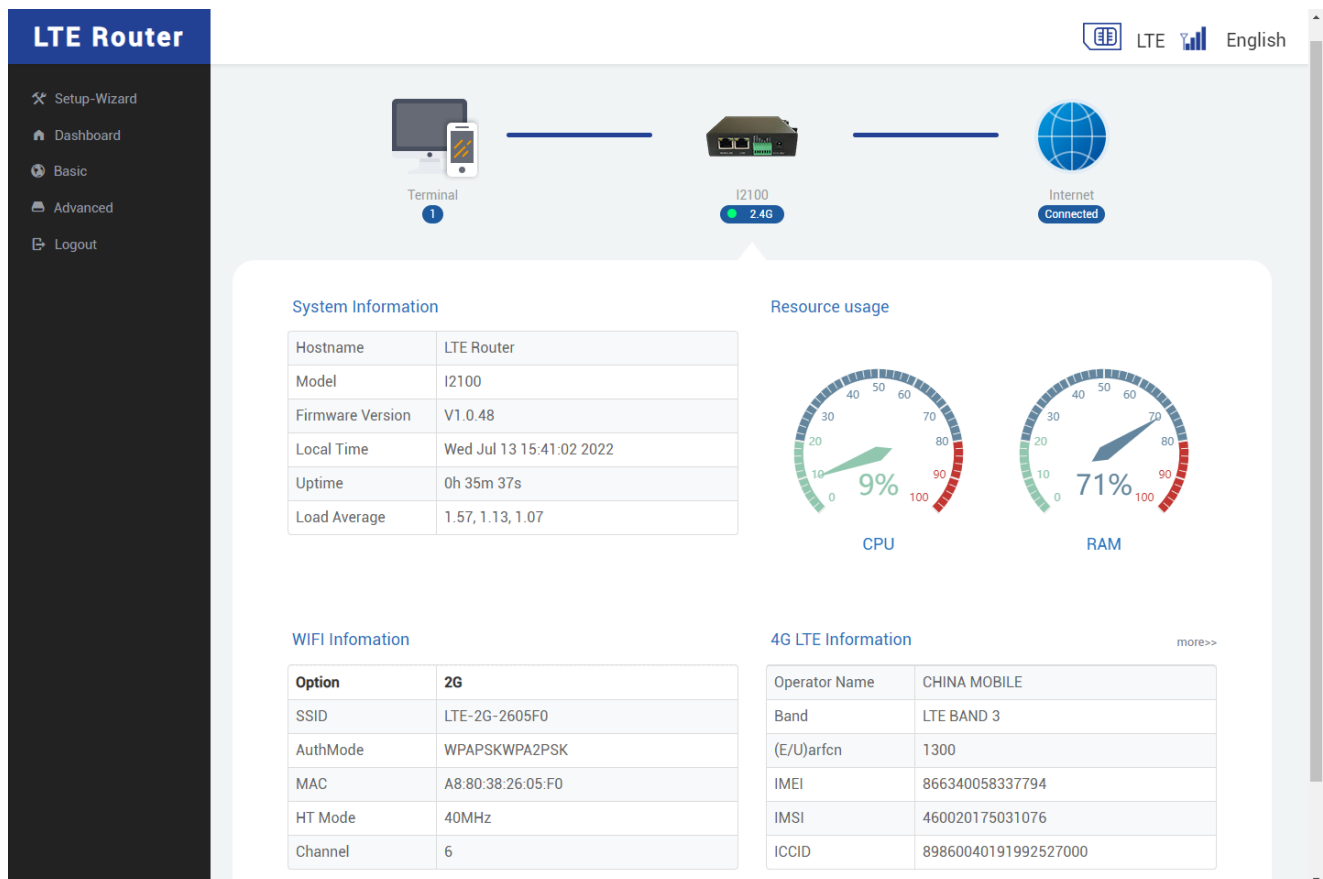 LTE Router
LTE English
Setup-Wizard
Dashboard
Basic
Advanced
Logout
Terminal
1
I2100
2.4G
Internet
Connected
System Information
Hostname LTE Router
Model I2100
Firmware Version V1.0.48
Local Time Wed Jul 13 15:41:02 2022
Uptime 0h 35m 37s
Load Average 1.57, 1.13, 1.07
Resource usage
0 10 20 30 40 50 60 70 80 90 100
9%
CPU
0 10 20 30 40 50 60 70 80 90 100
71%
RAM
WIFI Infomation
Option 2G
SSID LTE-2G-2605F0
AuthMode WPAPSKWPA2PSK
MAC A8:80:38:26:05:F0
HT Mode 40MHz
Channel 6
4G LTE Information
more>>
Operator Name CHINA MOBILE
Band LTE BAND 3
(E/U)arfcn 1300
IMEI 866340058337794
IMSI 460020175031076
ICCID 89860040191992527000